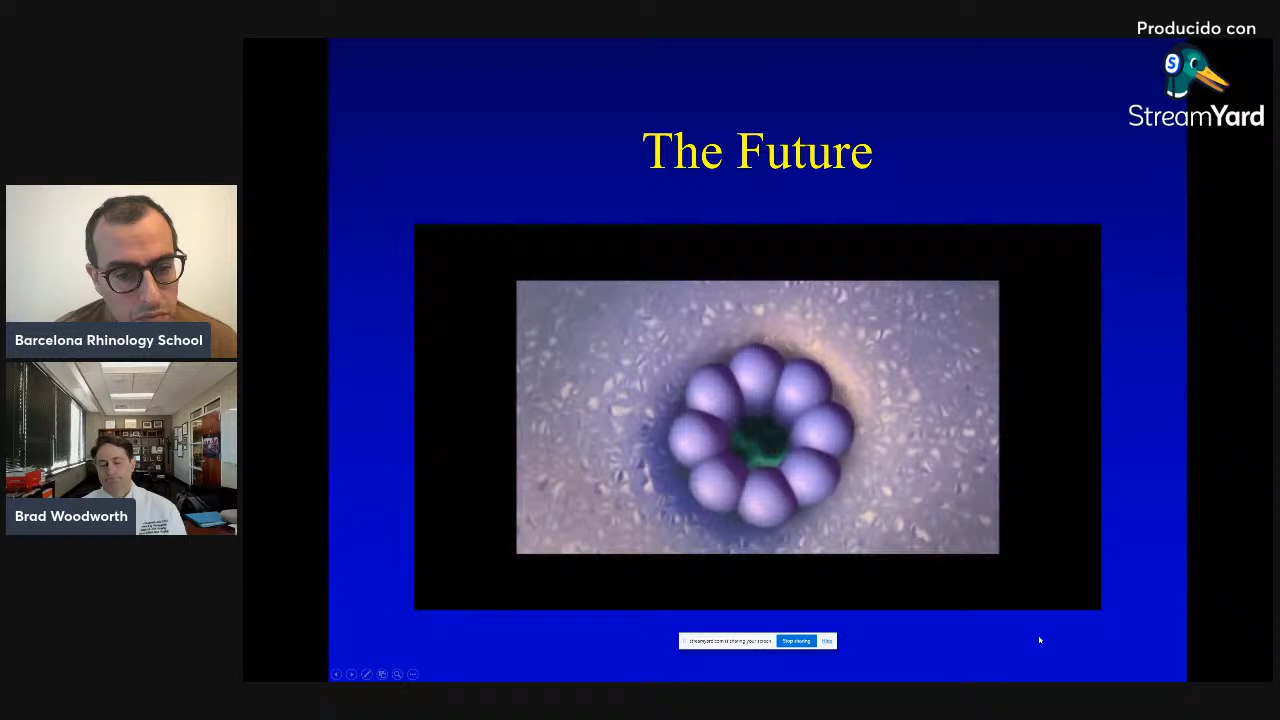 Producido con
StreamYard
The Future
Barcelona Rhinology School
Brad Woodworth
streamyard.com is sharing your screen. Stop sharing Hide